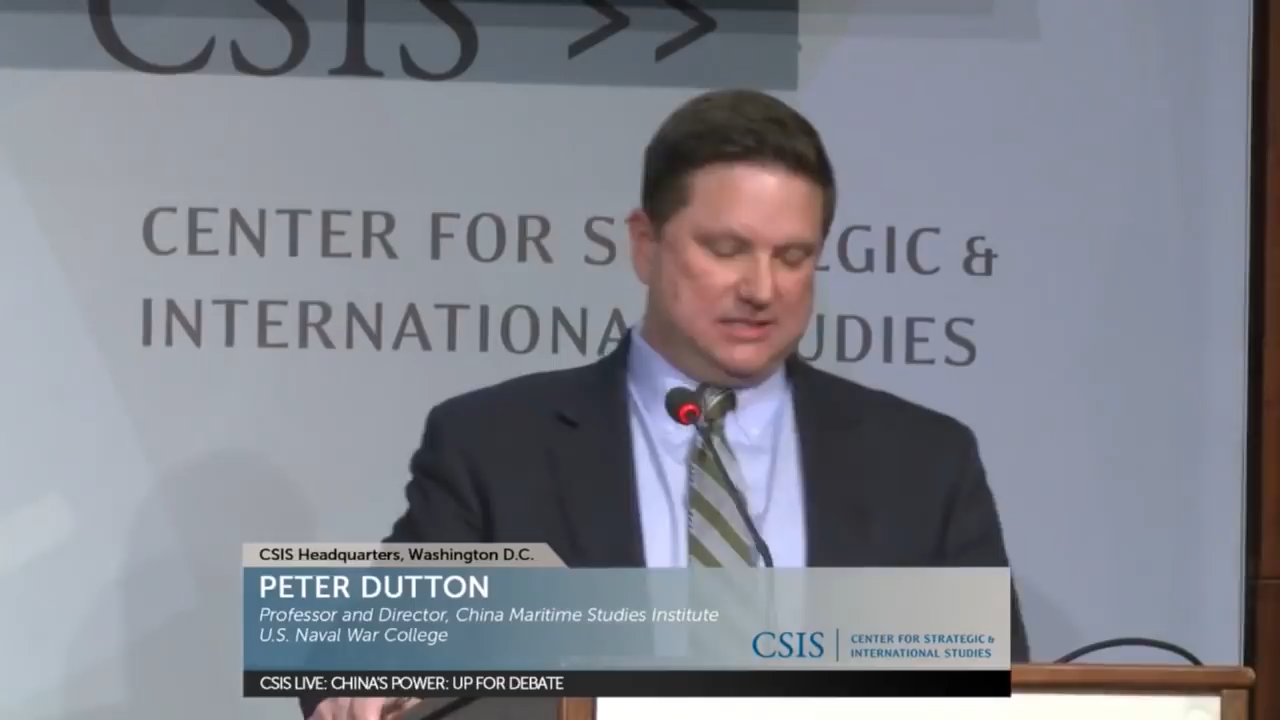 CSIS >>
CENTER FOR S EGIC &
INTERNATIONA UDIES
CSIS Headquarters, Washington D.C.
PETER DUTTON
Professor and Director, China Maritime Studies Institute
U.S. Naval War College
CSIS
CENTER FOR STRATEGIC &
INTERNATIONAL STUDIES
CSIS LIVE: CHINA'S POWER: UP FOR DEBATE